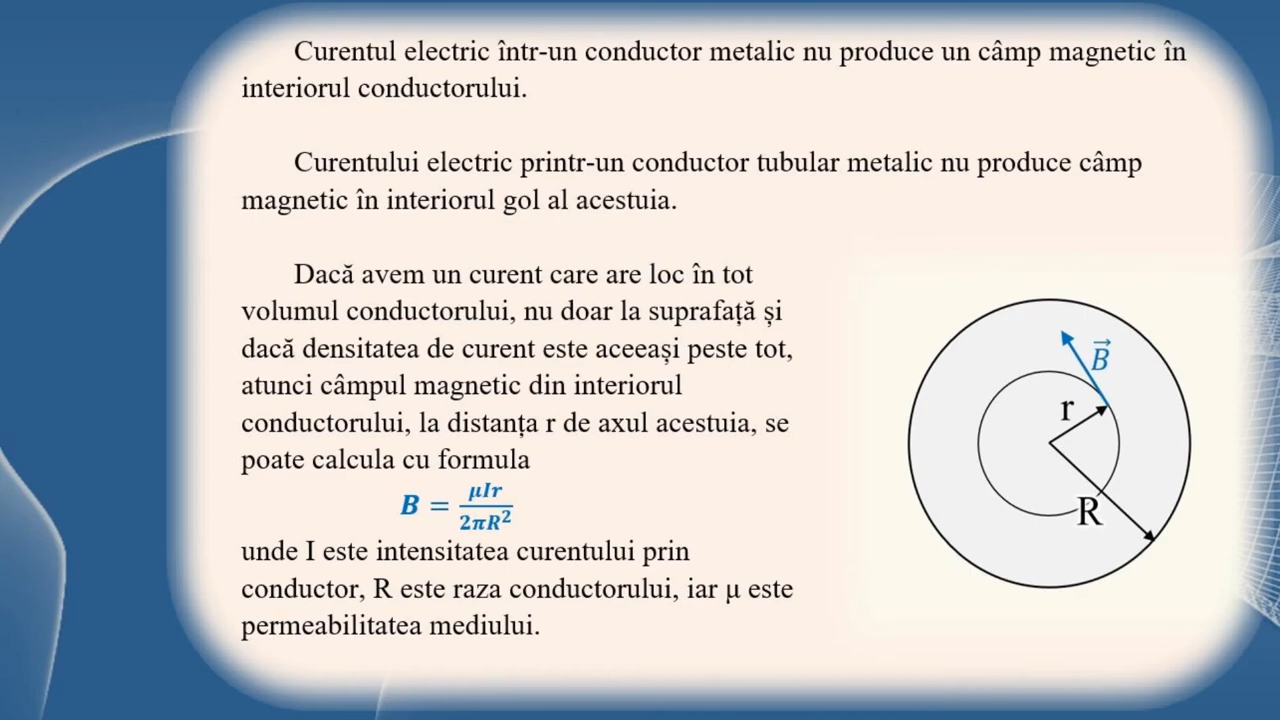 Curentul electric într-un conductor metalic nu produce un câmp magnetic în
interiorul conductorului.
Curentului electric printr-un conductor tubular metalic nu produce câmp
magnetic în interiorul gol al acestuia.
Dacă avem un curent care are loc în tot
volumul conductorului, nu doar la suprafață și
dacă densitatea de curent este aceeași peste tot,
atunci câmpul magnetic din interiorul
conductorului, la distanța r de axul acestuia, se
poate calcula cu formula
B = μIr / 2πR²
unde I este intensitatea curentului prin
conductor, R este raza conductorului, iar μ este
permeabilitatea mediului.
B⃗
r
R